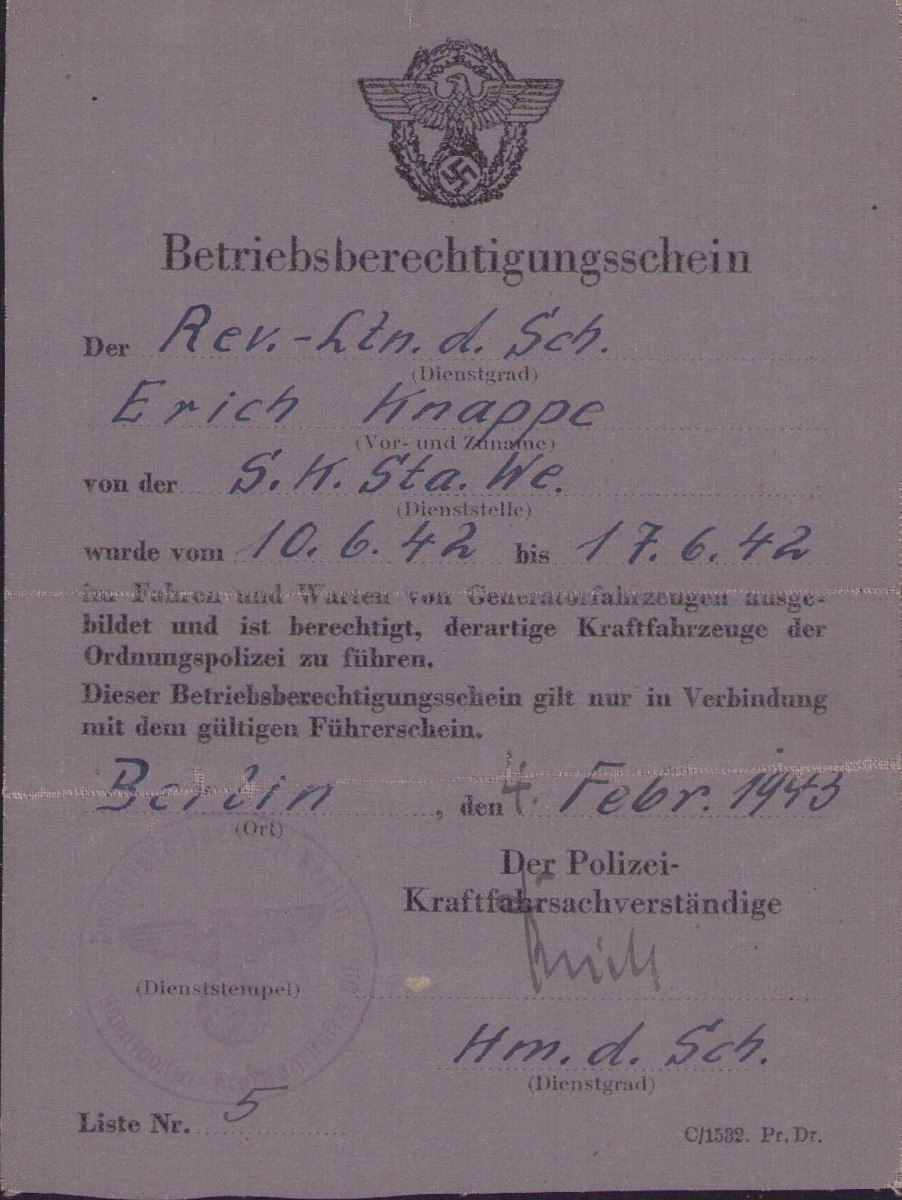 Betriebsberechtigungsschein
Der Rev.-Ltn. d. Sch.
(Dienstgrad)
Erich Knappe
(Vor- und Zuname)
von der S. K. Sta. We.
(Dienststelle)
wurde vom 10. 6. 42 bis 17. 6. 42
im Fahren und Warten von Generatorfahrzeugen ausge-
bildet und ist berechtigt, derartige Kraftfahrzeuge der
Ordnungspolizei zu führen.
Dieser Betriebsberechtigungsschein gilt nur in Verbindung
mit dem gültigen Führerschein.
Berlin, den 4. Febr. 1943
(Ort)
Der Polizei-
Kraftfahrsachverständige
(Dienststempel)
Hm. d. Sch.
(Dienstgrad)
Liste Nr. 5
C/1532. Pr. Dr.